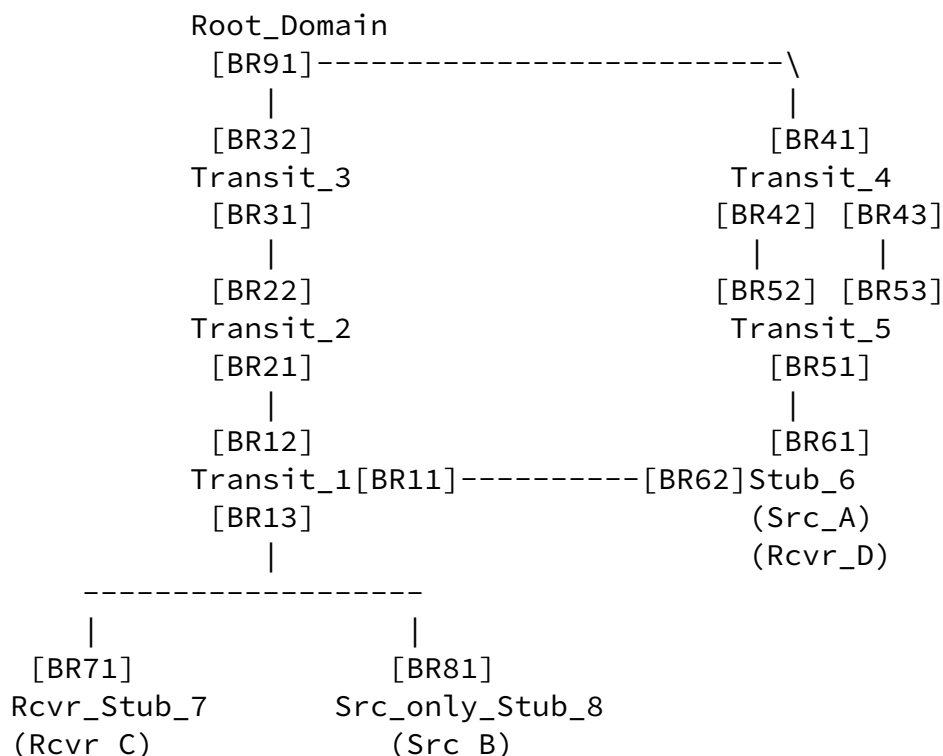 Root_Domain
[BR91]--------------------------\
| |
[BR32] [BR41]
Transit_3 Transit_4
[BR31] [BR42] [BR43]
| | |
[BR22] [BR52] [BR53]
Transit_2 Transit_5
[BR21] [BR51]
| |
[BR12] [BR61]
Transit_1[BR11]----------[BR62]Stub_6
[BR13] (Src_A)
| (Rcvr_D)
-------------------
| |
[BR71] [BR81]
Rcvr_Stub_7 Src_only_Stub_8
(Rcvr_C) (Src_B)